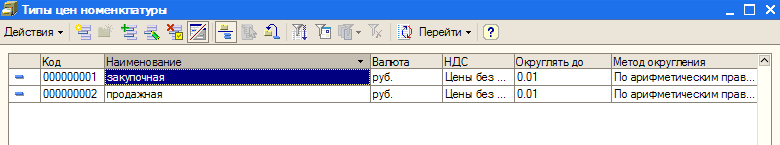 Типы цен номенклатуры
Действия Перейти ?
Код Наименование Валюта НДС Округлять до Метод округления
000000001 закупочная руб. Цены без ... 0.01 По арифметическим прав...
000000002 продажная руб. Цены без ... 0.01 По арифметическим прав...